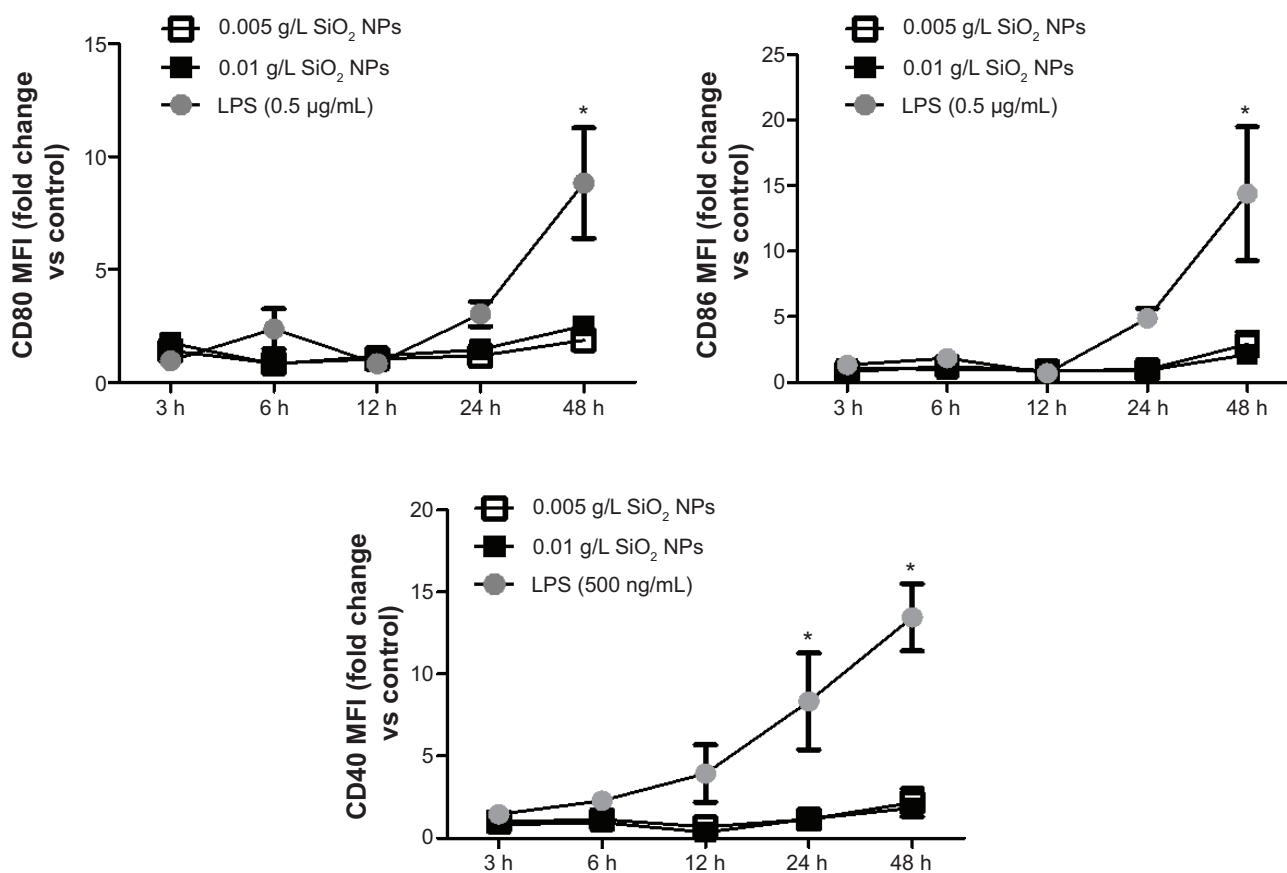 0.005 g/L SiO₂ NPs
0.01 g/L SiO₂ NPs
LPS (0.5 µg/mL)
CD80 MFI (fold change
vs control)
15
10
5
0
*
3 h 6 h 12 h 24 h 48 h
0.005 g/L SiO₂ NPs
0.01 g/L SiO₂ NPs
LPS (0.5 µg/mL)
CD86 MFI (fold change
vs control)
25
20
15
10
5
0
*
3 h 6 h 12 h 24 h 48 h
0.005 g/L SiO₂ NPs
0.01 g/L SiO₂ NPs
LPS (500 ng/mL)
CD40 MFI (fold change
vs control)
20
15
10
5
0
*
*
3 h 6 h 12 h 24 h 48 h